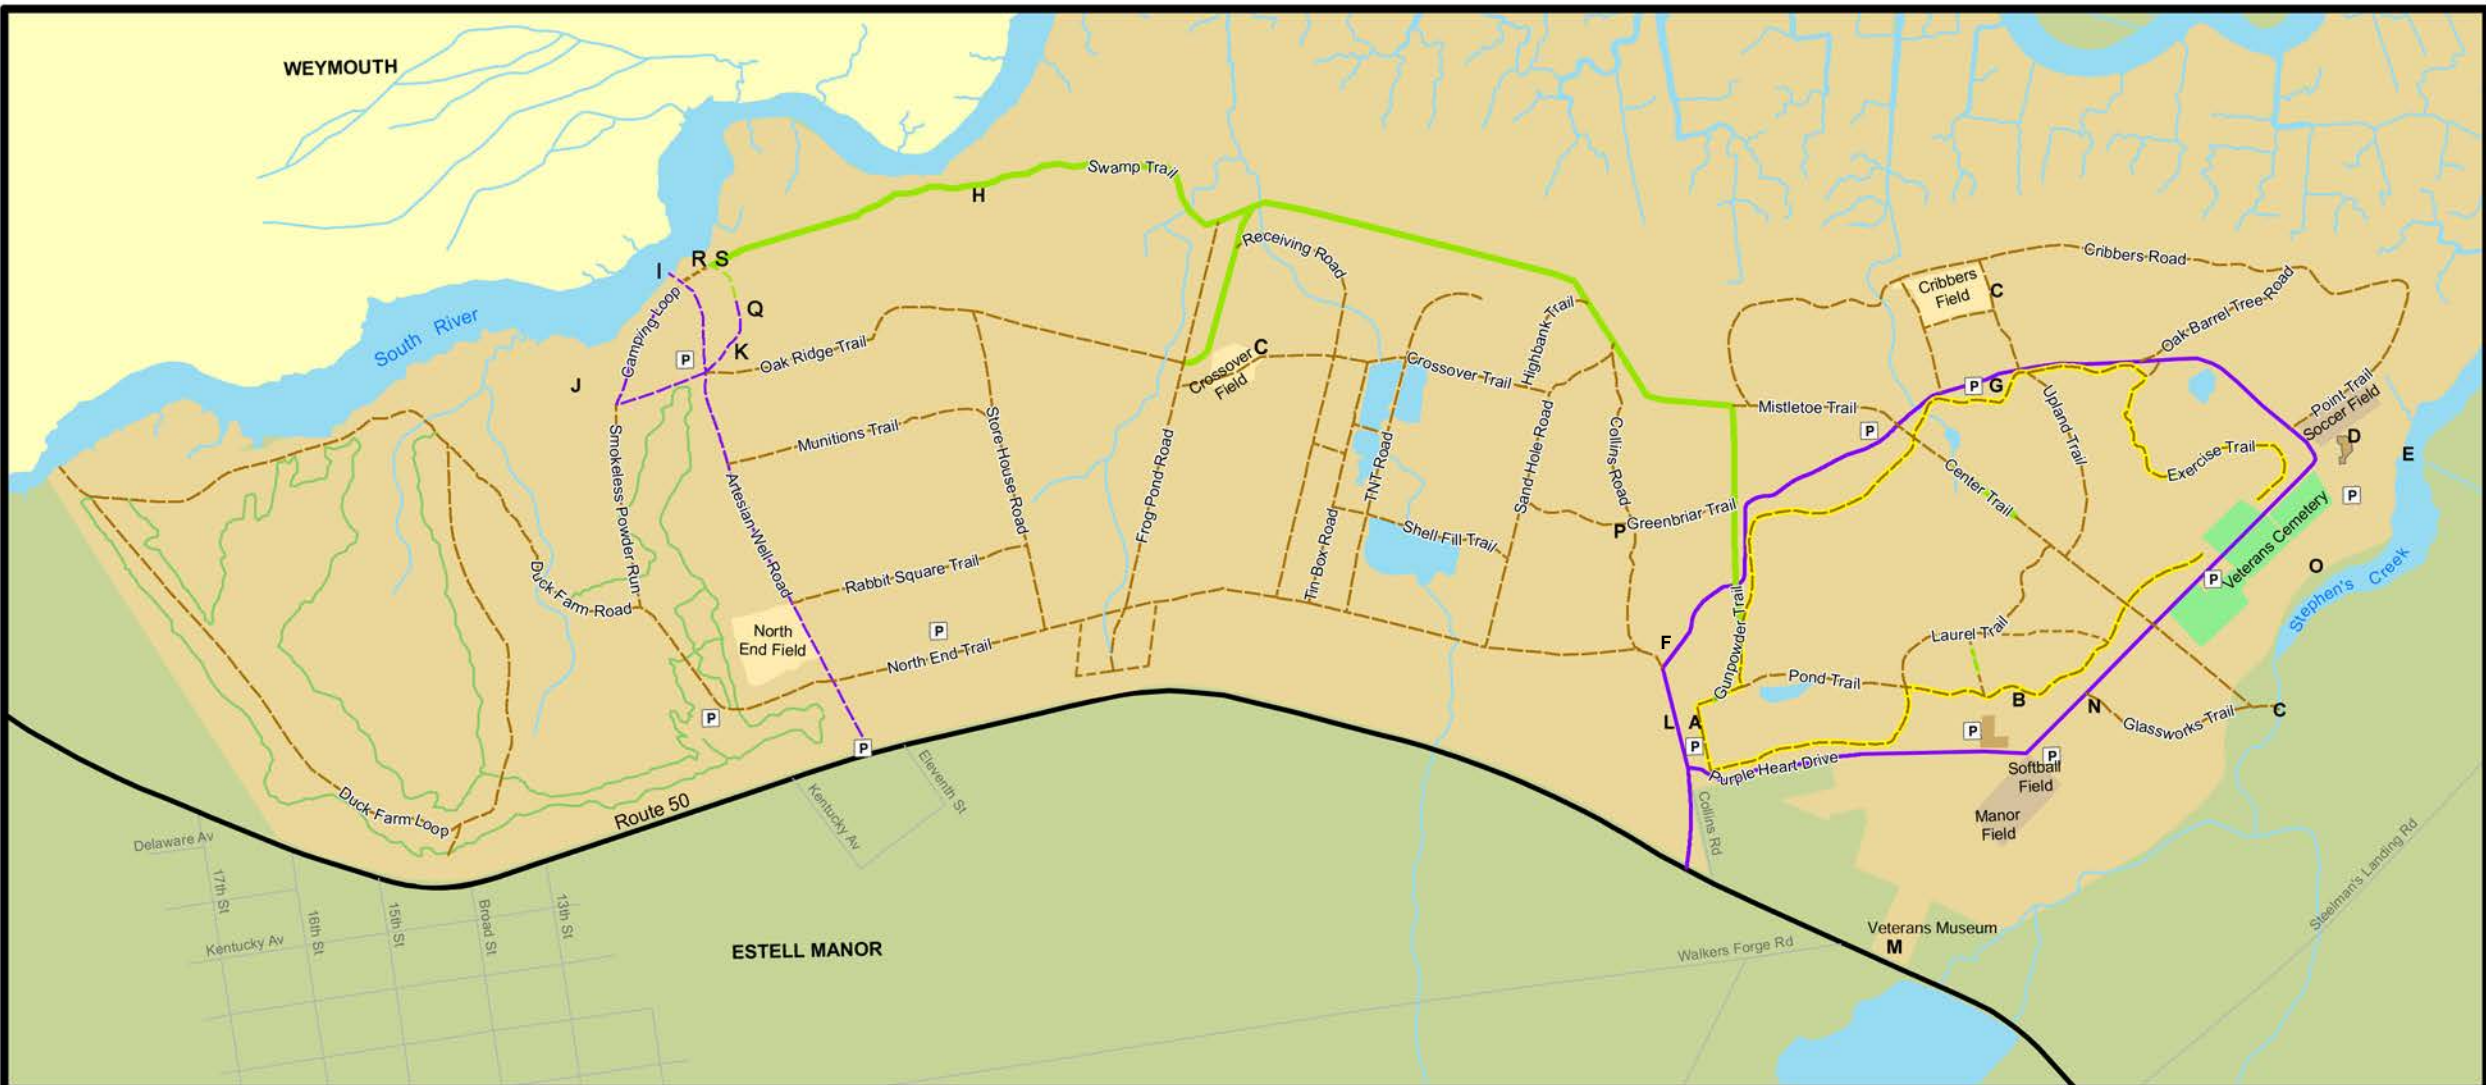 WEYMOUTH
Swamp Trail
H
R S
I
Receiving Road
Cribbers Road
Cribbers
Field
C
Oak Barrel Tree Road
South River
Camping Loop
Q
K
P
Oak Ridge Trail
J
Crossover
Field
C
Crossover Trail
Highbank Trail
Mistletoe Trail
P
G
P
Upland Trail
Point Trail
Soccer Field
D
E
P
Munitions Trail
Store House Road
Smokeless Powder Run
Artesian Well Road
Frog Pond Road
TNT Road
Sand Hole Road
Collins Road
Greenbriar Trail
P
Center Trail
Exercise Trail
Shell Fill Trail
Tin Box Road
Veterans Cemetery
P
O
Stephen's Creek
Duck Farm Road
Rabbit Square Trail
North
End Field
P
North End Trail
F
Gunpowder Trail
Laurel Trail
Pond Trail
B
N
Glassworks Trail
C
L A
P
P
P
Purple Heart Drive
Softball
Field
Manor
Field
P
P
Duck Farm Loop
Route 50
Eleventh St
Kentucky Av
Collins Rd
Delaware Av
17th St
16th St
15th St
Broad St
13th St
Kentucky Av
ESTELL MANOR
Walkers Forge Rd
Veterans Museum
M
Steelman's Landing Rd